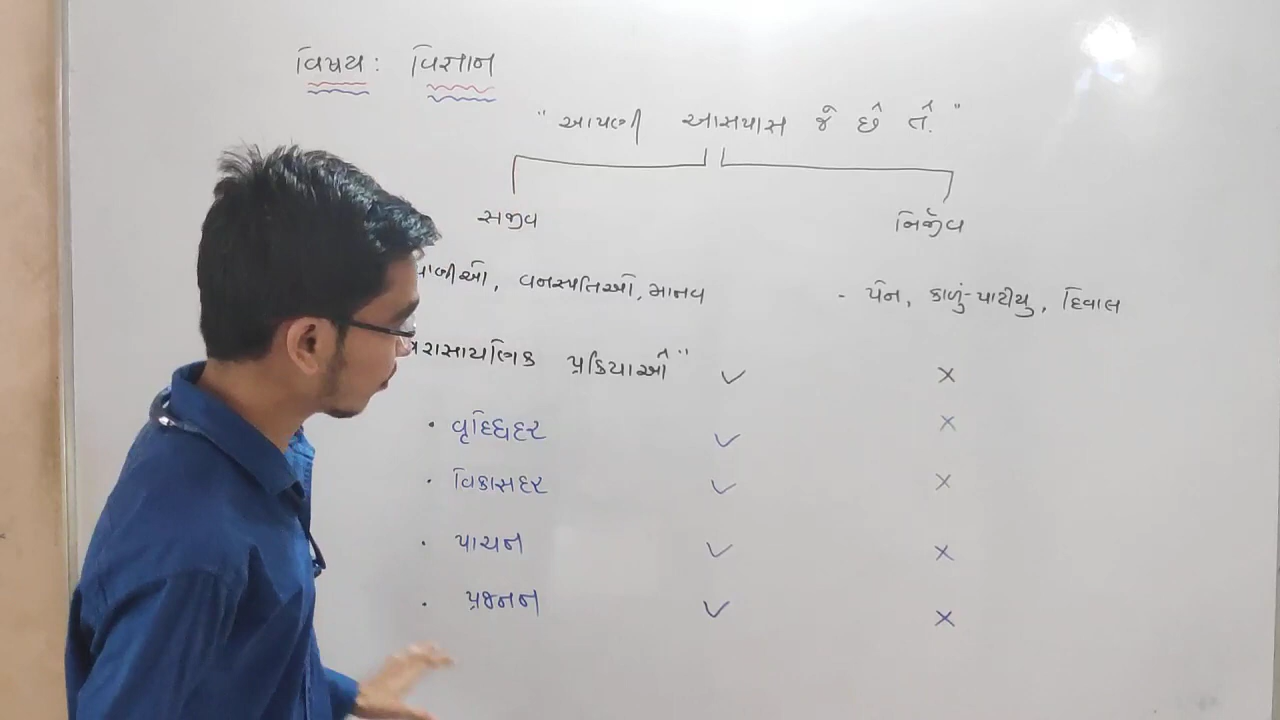 વિષય : વિજ્ઞાન
" આપણી આસપાસ જે છે તે. "
સજીવ નિર્જીવ
વનસ્પતિઓ, માનવ - પેન, કાળું-પાટીયુ, દિવાલ
રાસાયણિક પ્રક્રિયાઓ " ✓ ×
· વૃદ્ધિદર ✓ ×
· વિકાસદર ✓ ×
· પાચન ✓ ×
· પ્રજનન ✓ ×